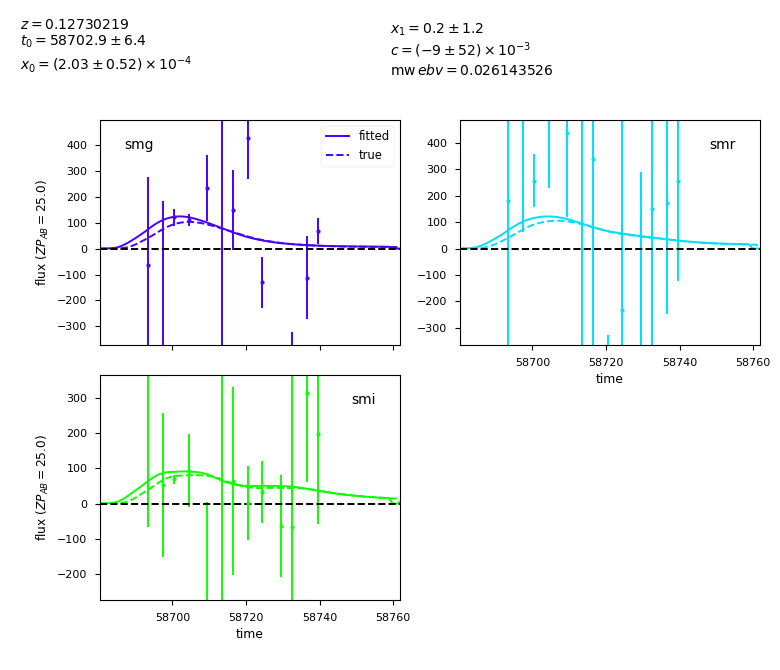 z = 0.12730219
t₀ = 58702.9 ± 6.4
x₀ = (2.03 ± 0.52) × 10⁻⁴
x₁ = 0.2 ± 1.2
c = (−9 ± 52) × 10⁻³
mw ebv = 0.026143526
smg
fitted
true
400
300
200
100
0
−100
−200
−300
flux (ZP_AB = 25.0)
smr
400
300
200
100
0
−100
−200
−300
58700 58720 58740 58760
time
smi
300
200
100
0
−100
−200
flux (ZP_AB = 25.0)
58700 58720 58740 58760
time